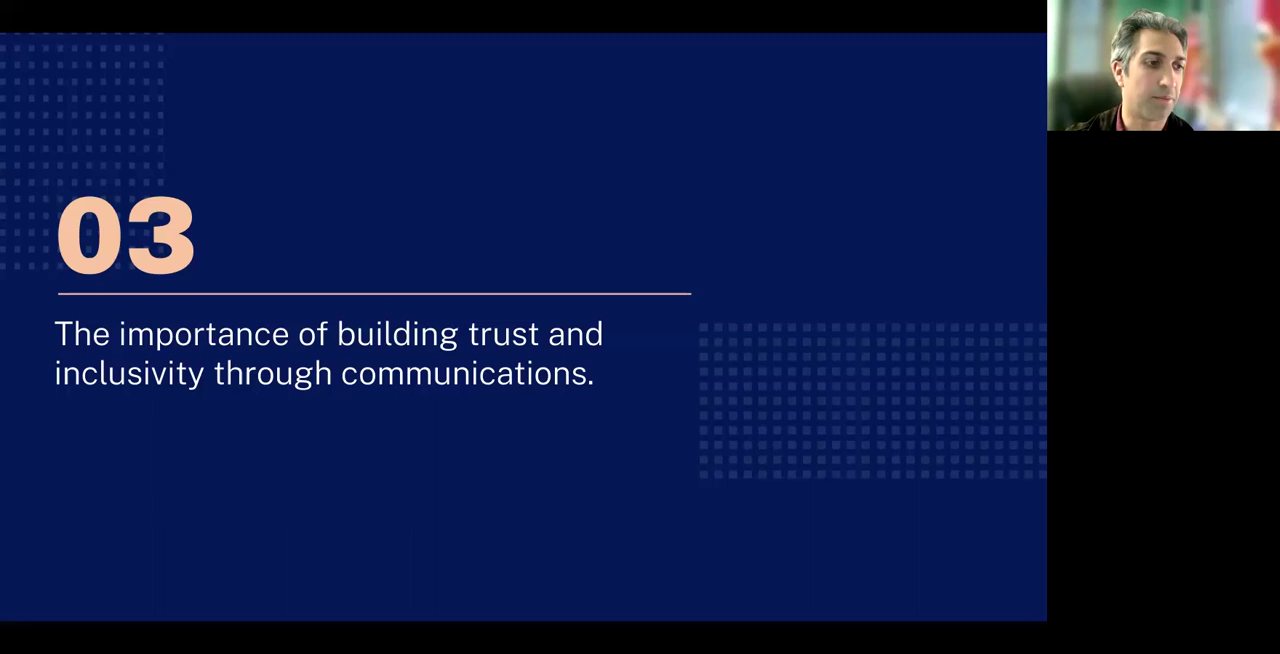 03
The importance of building trust and
inclusivity through communications.